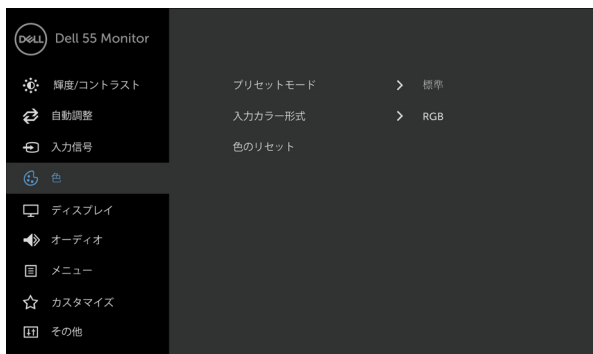 DELL Dell 55 Monitor
輝度/コントラスト プリセットモード 標準
自動調整 入力カラー形式 RGB
入力信号 色のリセット
色
ディスプレイ
オーディオ
メニュー
カスタマイズ
その他